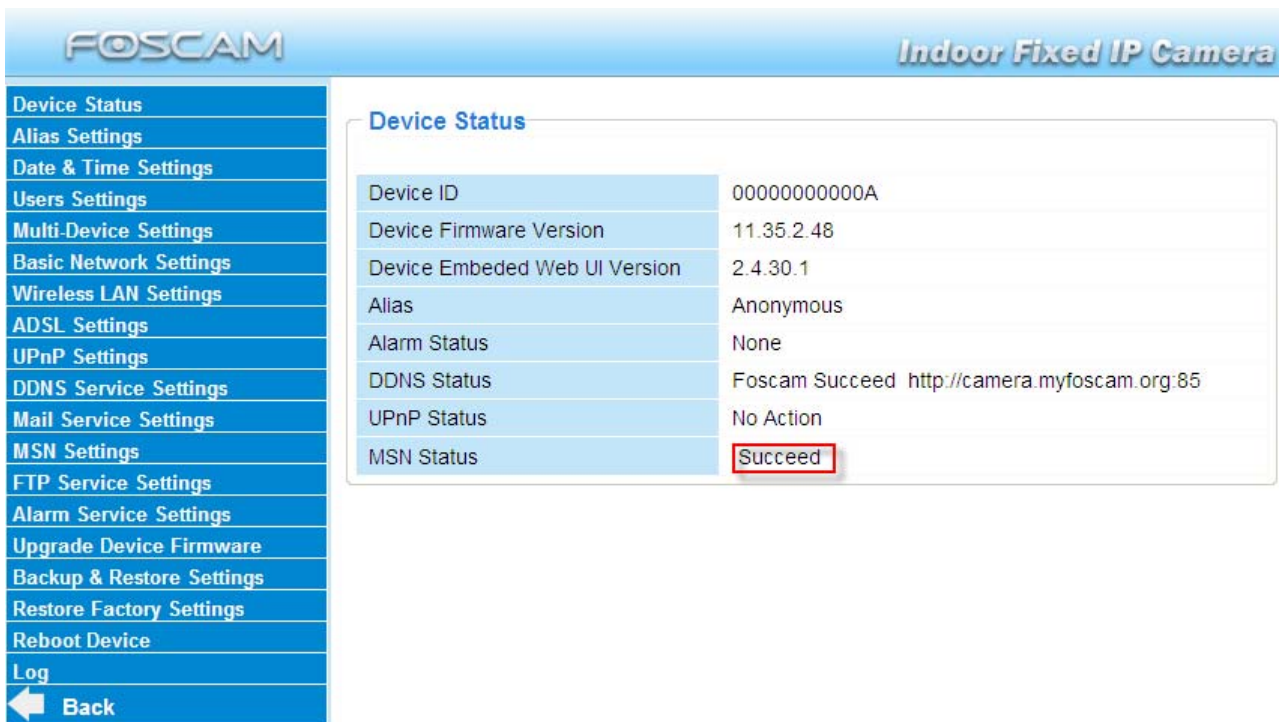 FOSCAM
Indoor Fixed IP Camera
Device Status
Alias Settings
Date & Time Settings
Users Settings
Multi-Device Settings
Basic Network Settings
Wireless LAN Settings
ADSL Settings
UPnP Settings
DDNS Service Settings
Mail Service Settings
MSN Settings
FTP Service Settings
Alarm Service Settings
Upgrade Device Firmware
Backup & Restore Settings
Restore Factory Settings
Reboot Device
Log
Back
Device Status
Device ID 00000000000A
Device Firmware Version 11.35.2.48
Device Embeded Web UI Version 2.4.30.1
Alias Anonymous
Alarm Status None
DDNS Status Foscam Succeed http://camera.myfoscam.org:85
UPnP Status No Action
MSN Status Succeed